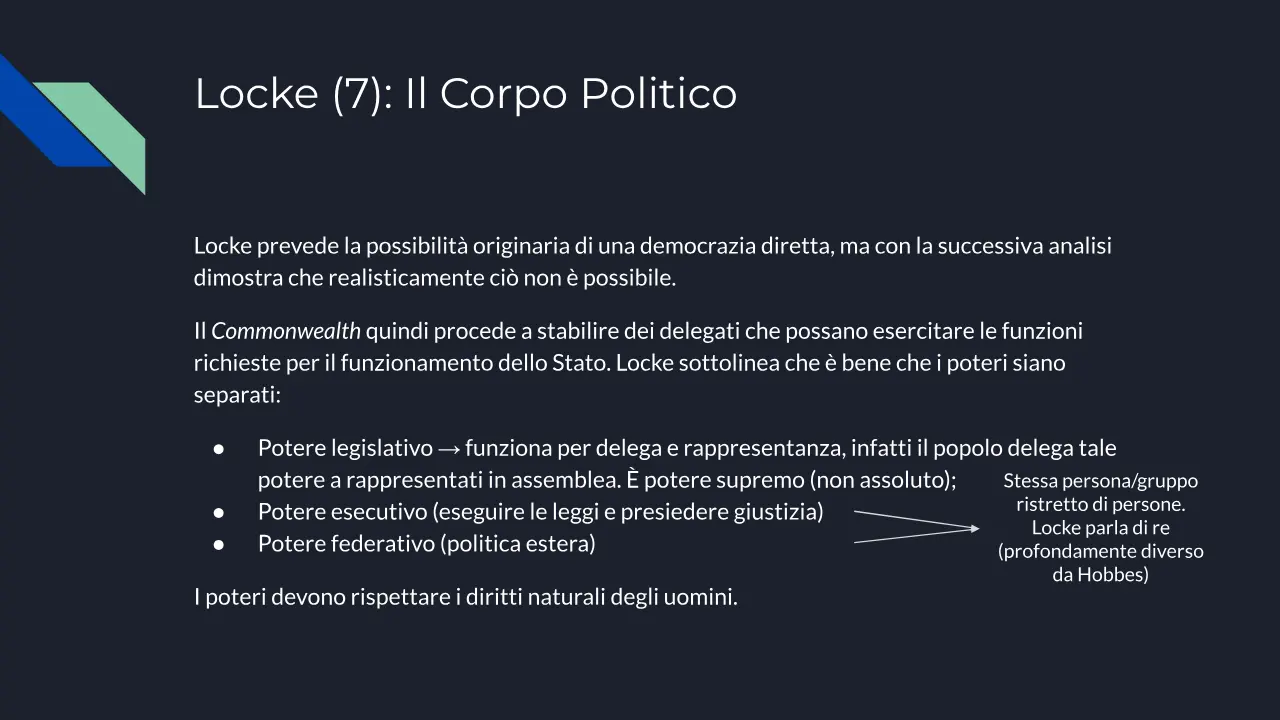 Locke (7): Il Corpo Politico
Locke prevede la possibilità originaria di una democrazia diretta, ma con la successiva analisi
dimostra che realisticamente ciò non è possibile.
Il Commonwealth quindi procede a stabilire dei delegati che possano esercitare le funzioni
richieste per il funzionamento dello Stato. Locke sottolinea che è bene che i poteri siano
separati:
● Potere legislativo → funziona per delega e rappresentanza, infatti il popolo delega tale
potere a rappresentati in assemblea. È potere supremo (non assoluto);
● Potere esecutivo (eseguire le leggi e presiedere giustizia)
● Potere federativo (politica estera)
Stessa persona/gruppo
ristretto di persone.
Locke parla di re
(profondamente diverso
da Hobbes)
I poteri devono rispettare i diritti naturali degli uomini.